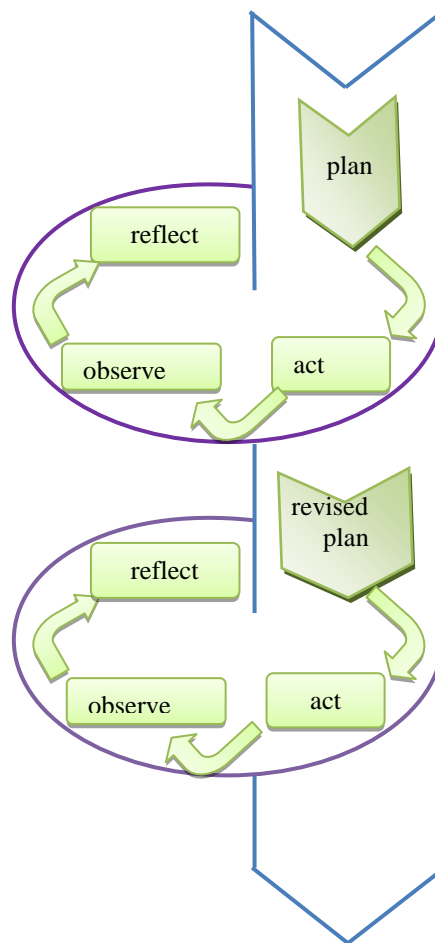 plan
reflect
observe
act
revised
plan
reflect
observe
act